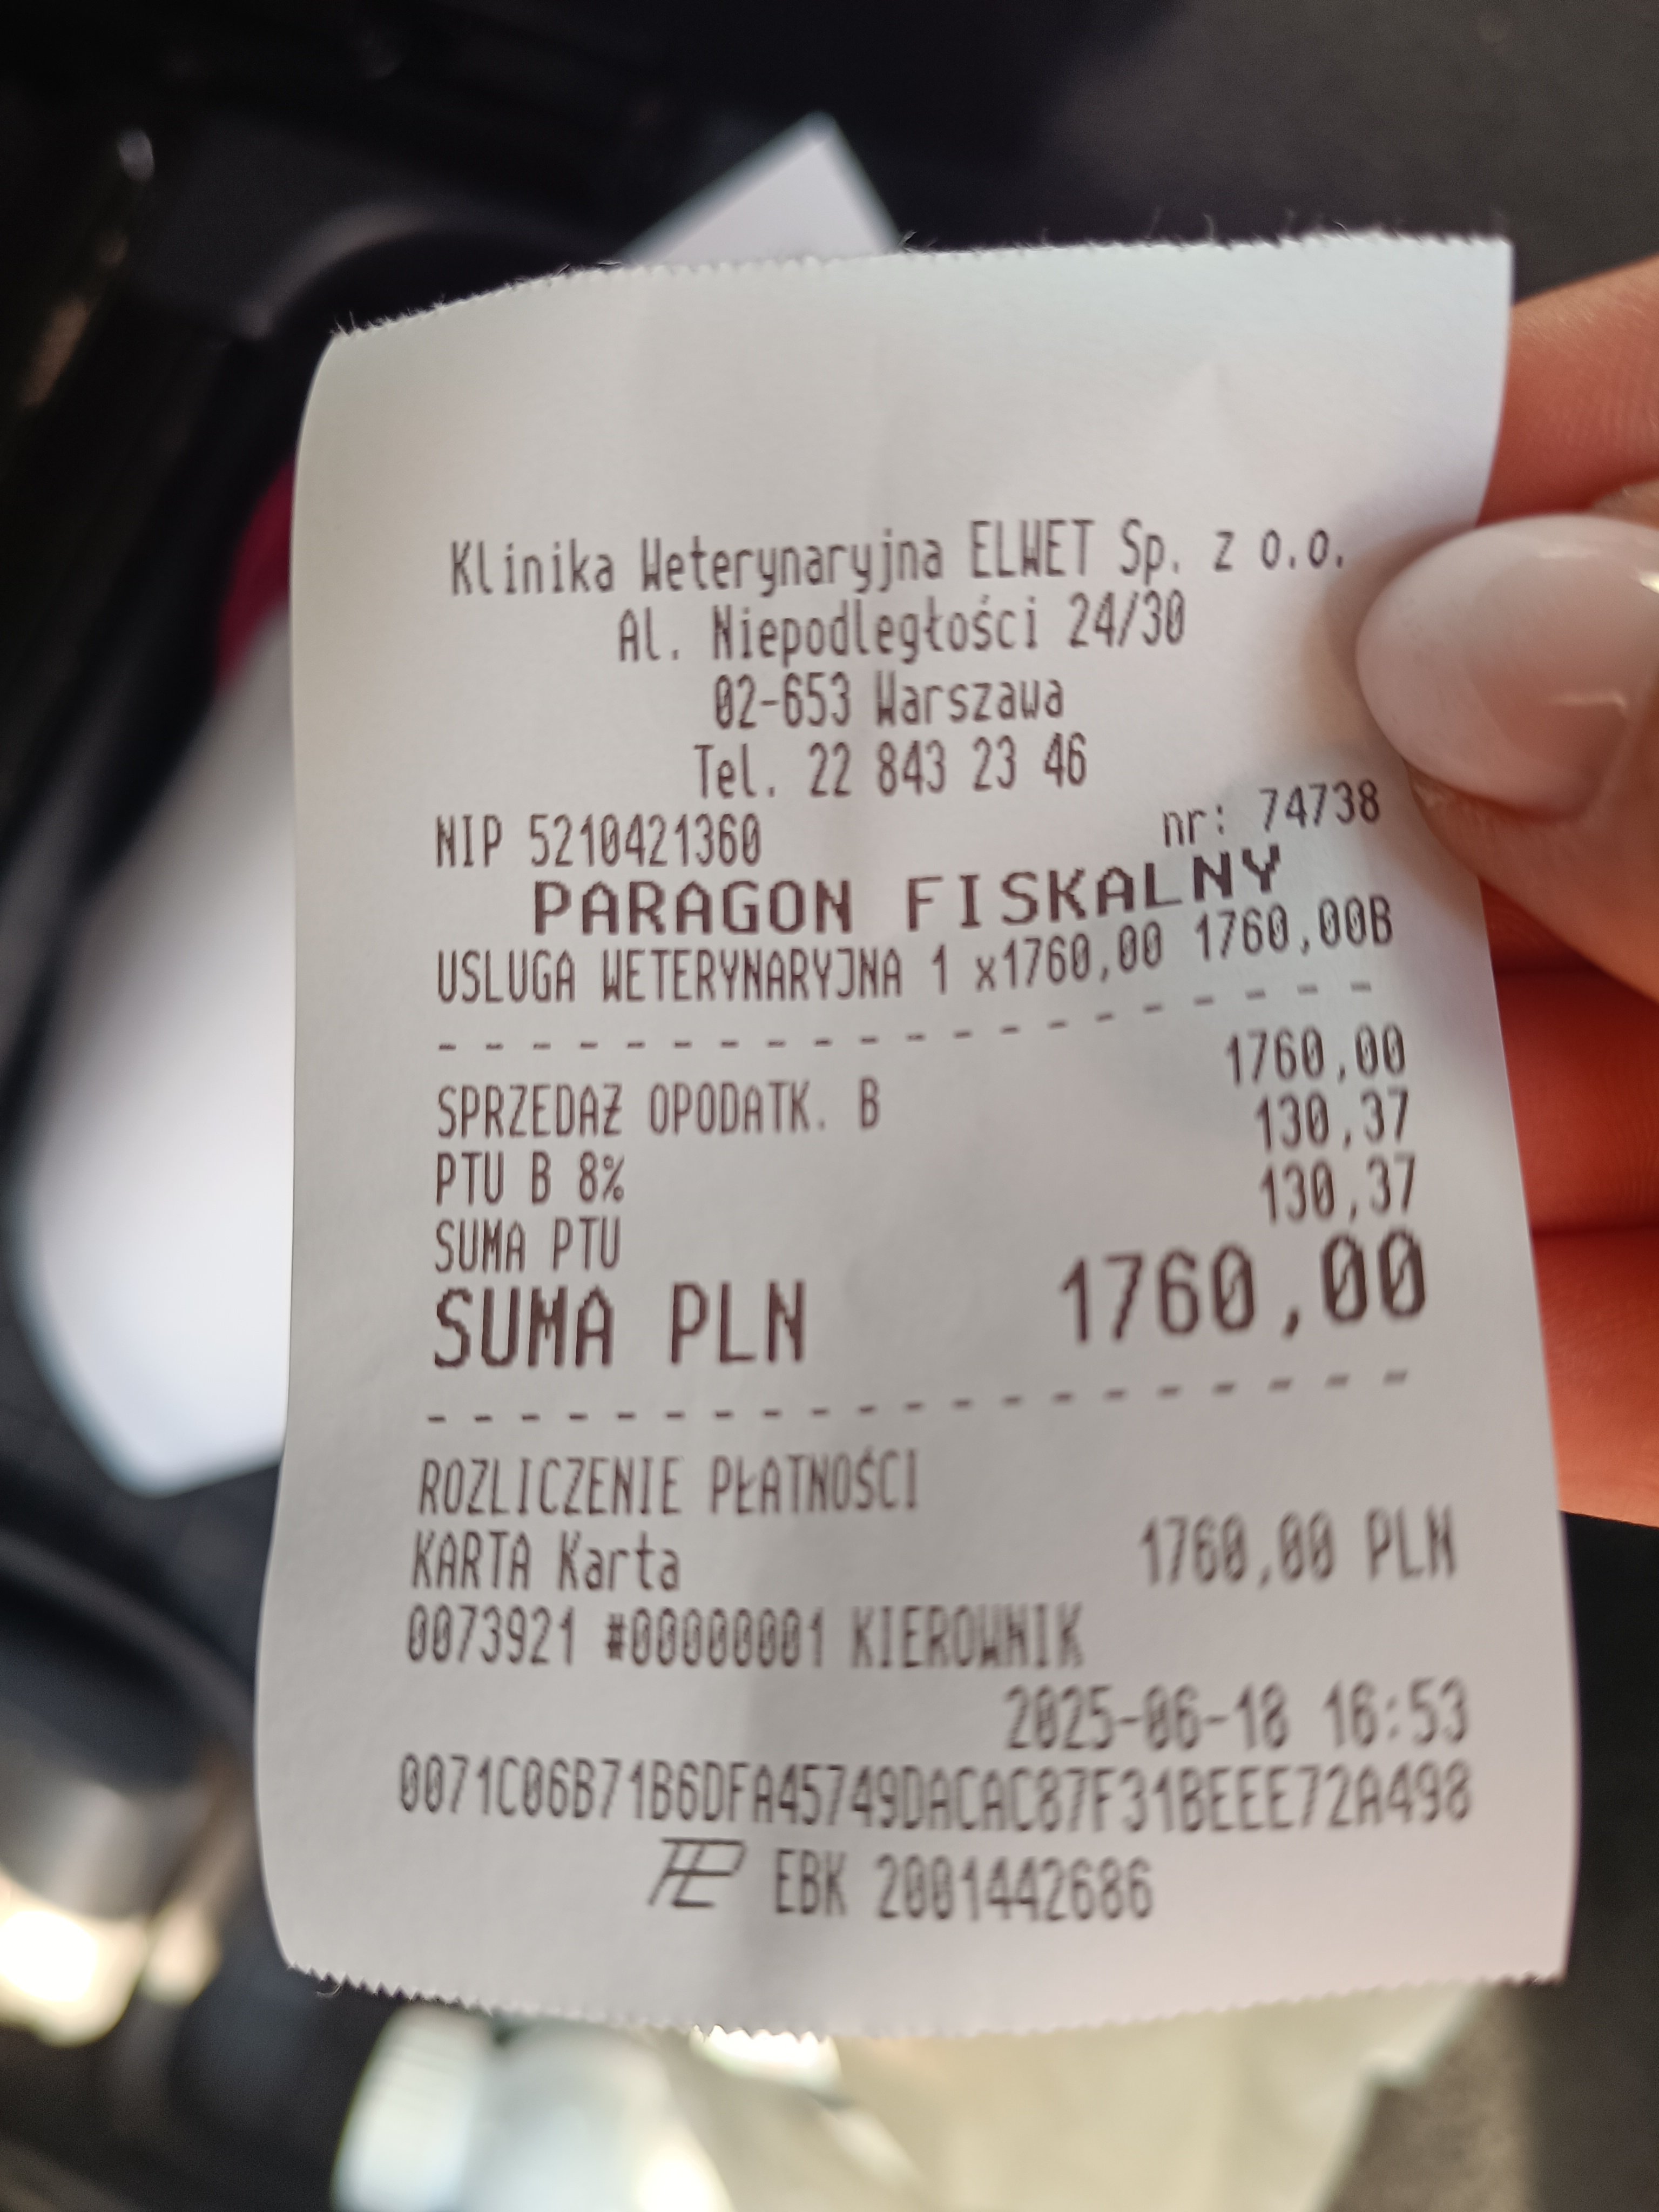 Klinika Weterynaryjna ELWET Sp. z o.o.
Al. Niepodległości 24/30
02-653 Warszawa
Tel. 22 843 23 46
NIP 5210421360 nr: 74738
PARAGON FISKALNY
USLUGA WETERYNARYJNA 1 x1760,00 1760,00B
SPRZEDAŻ OPODATK. B 1760,00
PTU B 8% 130,37
SUMA PTU 130,37
SUMA PLN 1760,00
ROZLICZENIE PŁATNOŚCI
KARTA Karta 1760,00 PLN
0073921 #00000001 KIEROWNIK
2025-06-18 16:53
0071C06B71B6DFA45749DACAC87F31BEEE72A498
EBK 2001442686